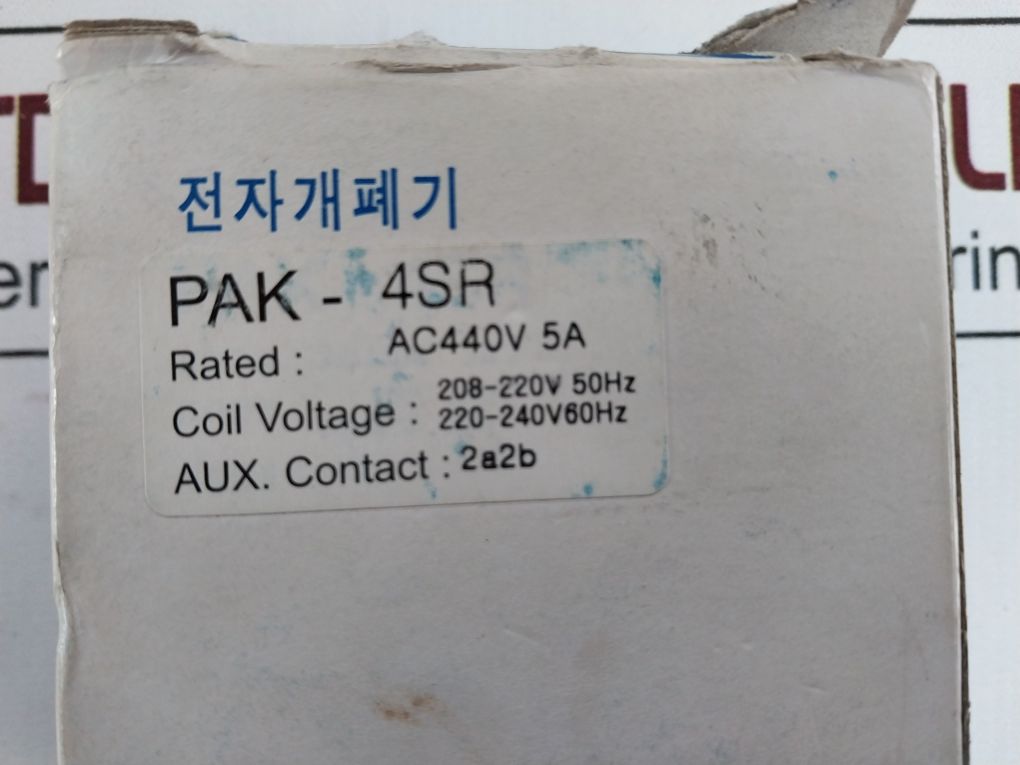 전자개폐기
PAK - 4SR
Rated : AC440V 5A
Coil Voltage : 208-220V 50Hz
220-240V60Hz
AUX. Contact : 2a2b